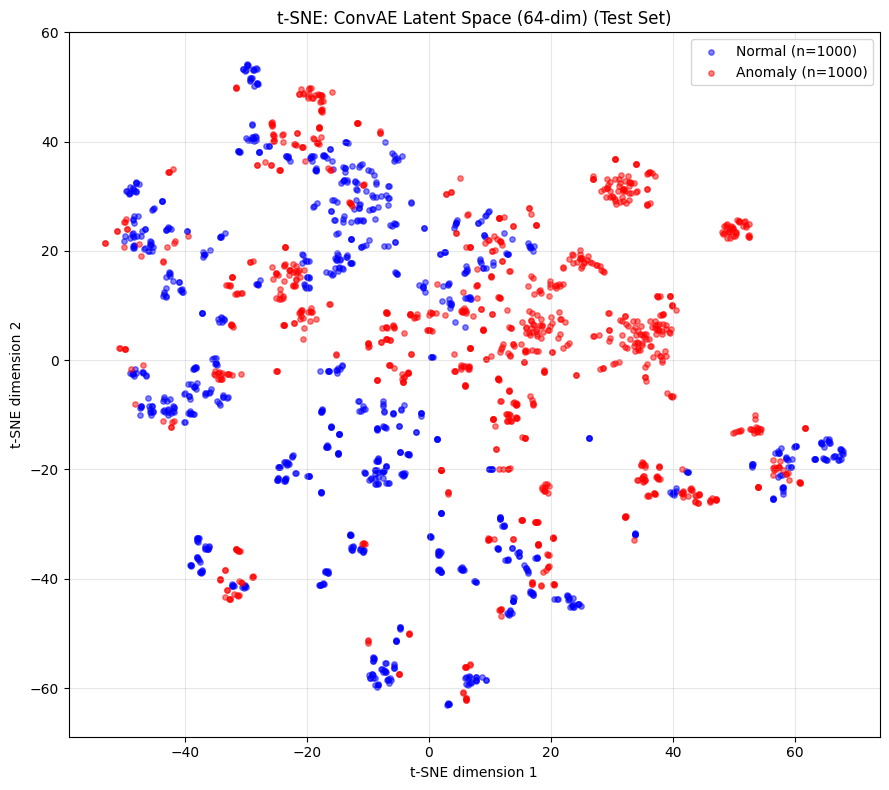 t-SNE: ConvAE Latent Space (64-dim) (Test Set)
Normal (n=1000)
Anomaly (n=1000)
60
40
20
0
−20
−40
−60
t-SNE dimension 2
−40
−20
0
20
40
60
t-SNE dimension 1